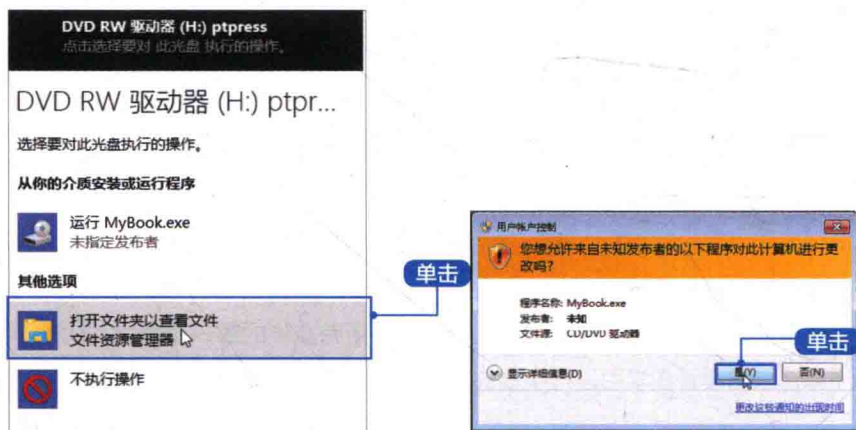 DVD RW 驱动器 (H:) ptpress
点击选择要对 此光盘 执行的操作。
DVD RW 驱动器 (H:) ptpr...
选择要对此光盘执行的操作。
从你的介质安装或运行程序
运行 MyBook.exe
未指定发布者
其他选项
打开文件夹以查看文件
文件资源管理器
不执行操作
单击
用户帐户控制
您想允许来自未知发布者的以下程序对此计算机进行更
改吗?
程序名称: MyBook.exe
发布者: 未知
文件源: CD/DVD 驱动器
单击
显示详细信息(D)
是(Y)
否(N)
更改这些通知的出现时间